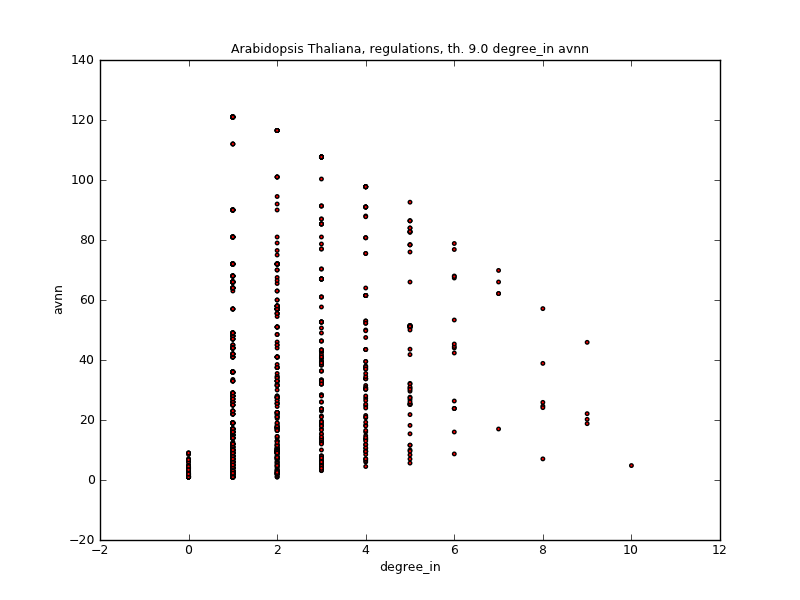 Arabidopsis Thaliana, regulations, th. 9.0 degree_in avnn
140
120
100
80
60
40
20
0
−20
avnn
−2 0 2 4 6 8 10 12
degree_in